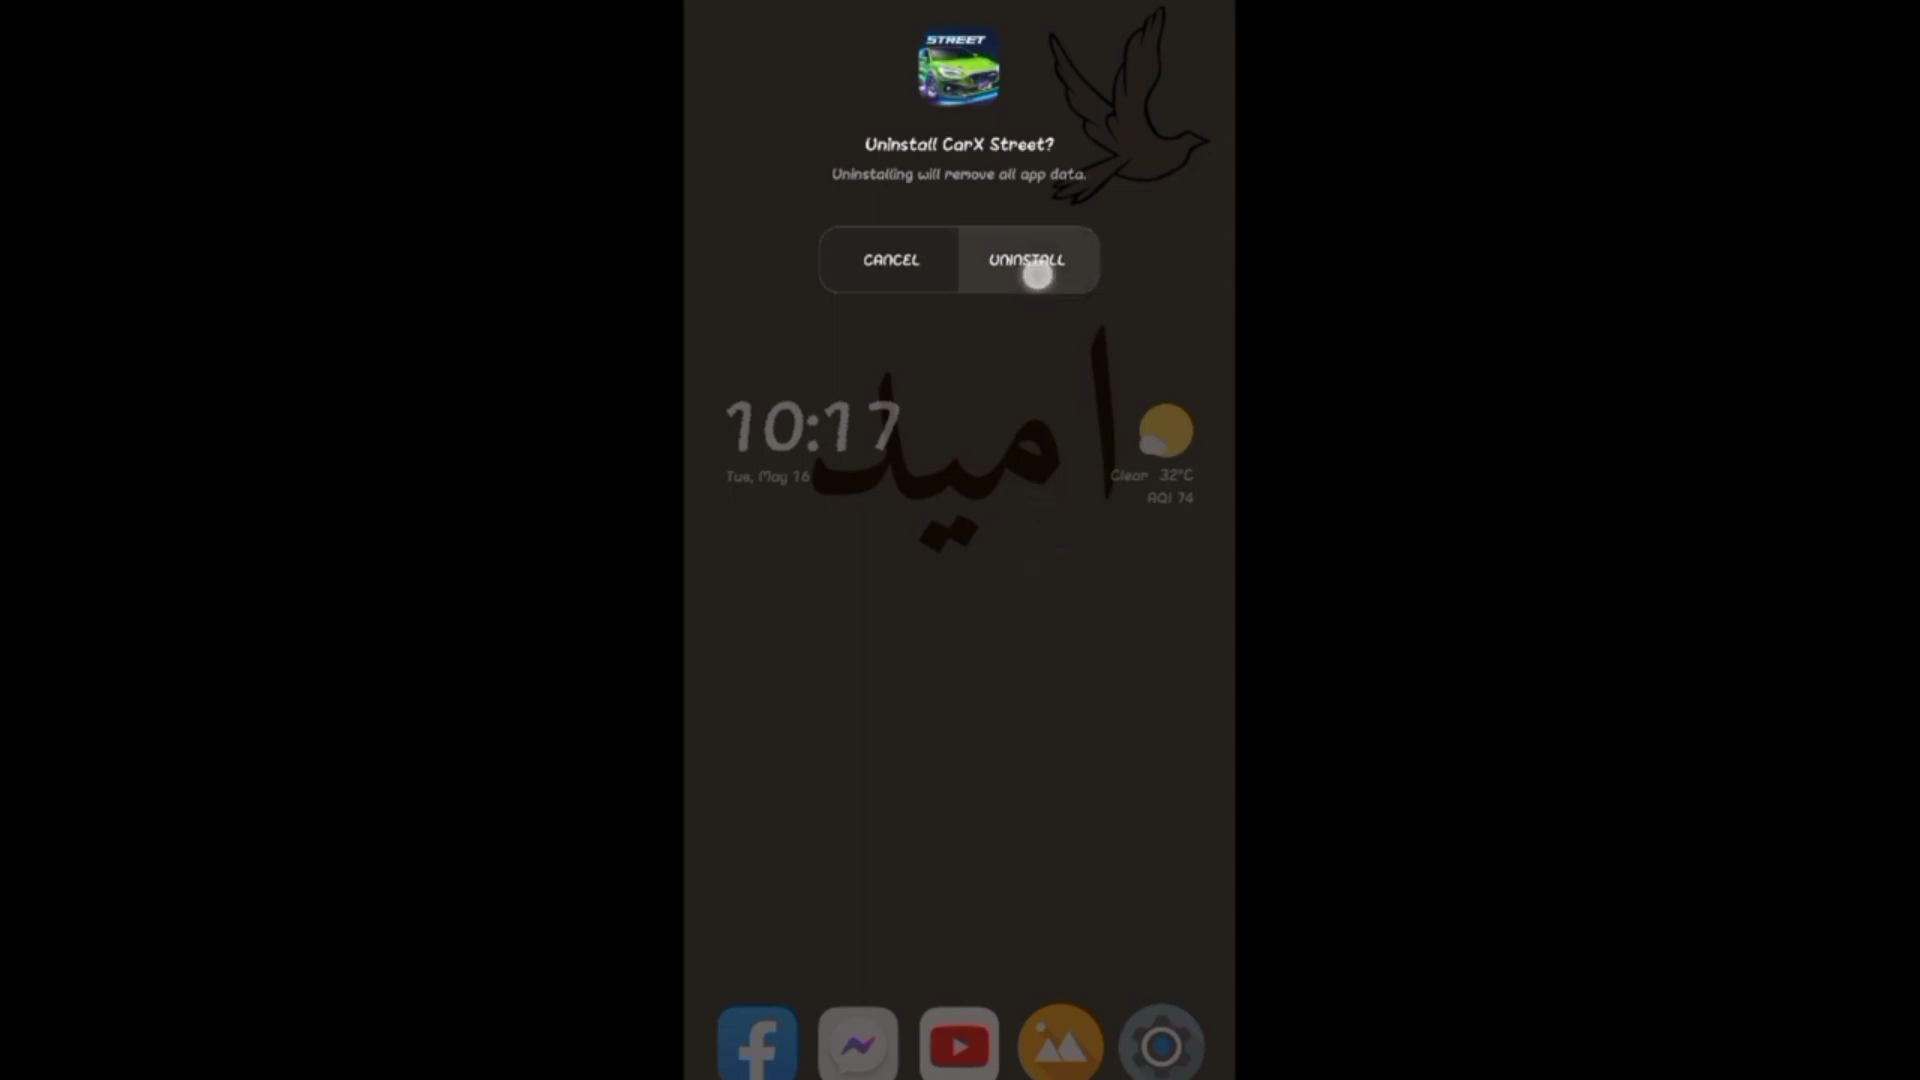 STREET
Uninstall CarX Street?
Uninstalling will remove all app data.
CANCEL
UNINSTALL
امید
10:17
Tue, May 16
Clear 32°C
AQI 74